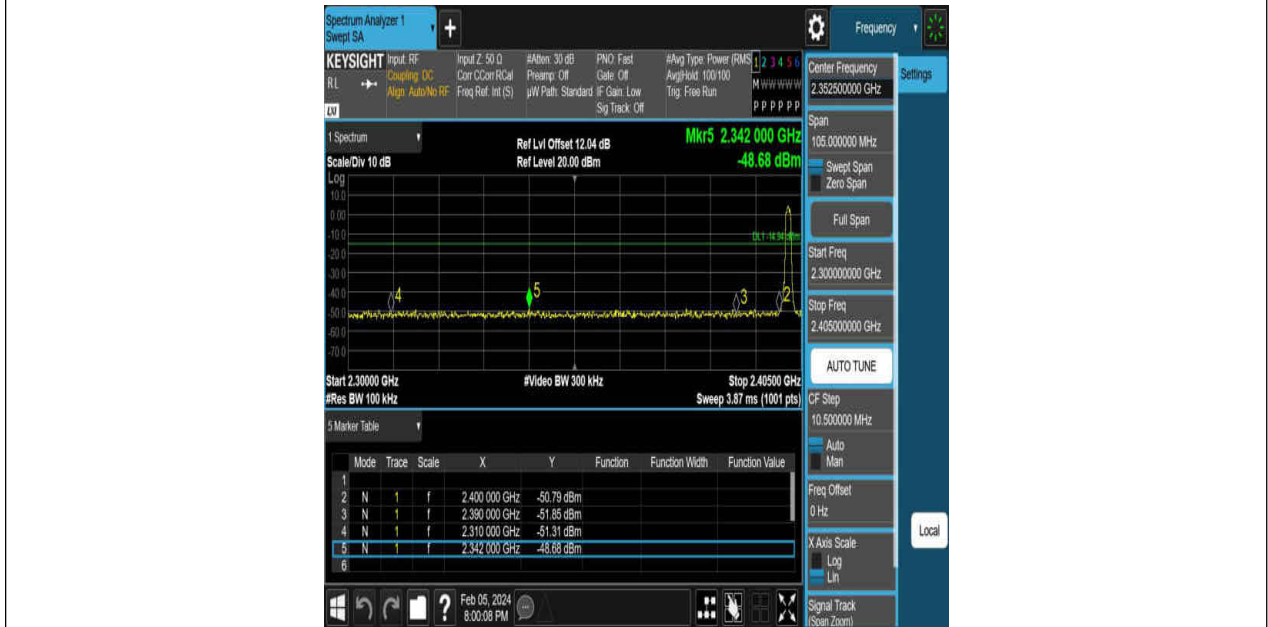 Spectrum Analyzer 1
Swept SA
+
Frequency
KEYSIGHT
RL
LXI
Input: RF
Coupling: DC
Align: Auto/No RF
Input Z: 50 Ω
Corr CCorr RCal
Freq Ref: Int (S)
#Atten: 30 dB
Preamp: Off
µW Path: Standard
PNO: Fast
Gate: Off
IF Gain: Low
Sig Track: Off
#Avg Type: Power (RMS
Avg|Hold: 100/100
Trig: Free Run
1 2 3 4 5 6
M W W W W W
P P P P P P
1 Spectrum
Scale/Div 10 dB
Ref Lvl Offset 12.04 dB
Ref Level 20.00 dBm
Mkr5 2.342 000 GHz
-48.68 dBm
Log
10.0
0.00
-10.0
-20.0
-30.0
-40.0
-50.0
-60.0
-70.0
DL1 -14.94 dBm
4
5
3
2
Start 2.30000 GHz
#Video BW 300 kHz
Stop 2.40500 GHz
#Res BW 100 kHz
Sweep 3.87 ms (1001 pts)
5 Marker Table
Mode Trace Scale X Y Function Function Width Function Value
1
2 N 1 f 2.400 000 GHz -50.79 dBm
3 N 1 f 2.390 000 GHz -51.85 dBm
4 N 1 f 2.310 000 GHz -51.31 dBm
5 N 1 f 2.342 000 GHz -48.68 dBm
6
?
Feb 05, 2024
8:00:08 PM
Center Frequency
2.352500000 GHz
Settings
Span
105.000000 MHz
Swept Span
Zero Span
Full Span
Start Freq
2.300000000 GHz
Stop Freq
2.405000000 GHz
AUTO TUNE
CF Step
10.500000 MHz
Auto
Man
Freq Offset
0 Hz
X Axis Scale
Log
Lin
Local
Signal Track
(Span Zoom)